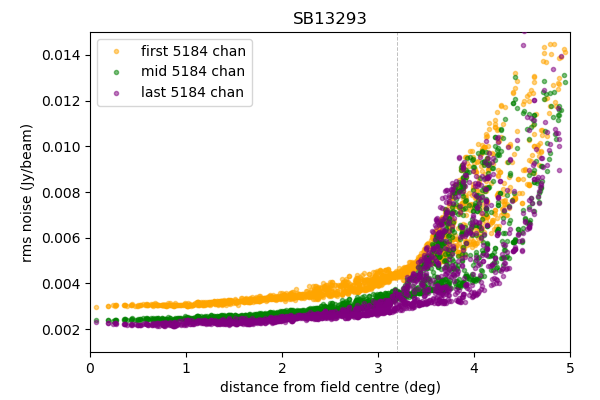 SB13293
first 5184 chan
mid 5184 chan
last 5184 chan
rms noise (Jy/beam)
0.014
0.012
0.010
0.008
0.006
0.004
0.002
0 1 2 3 4 5
distance from field centre (deg)